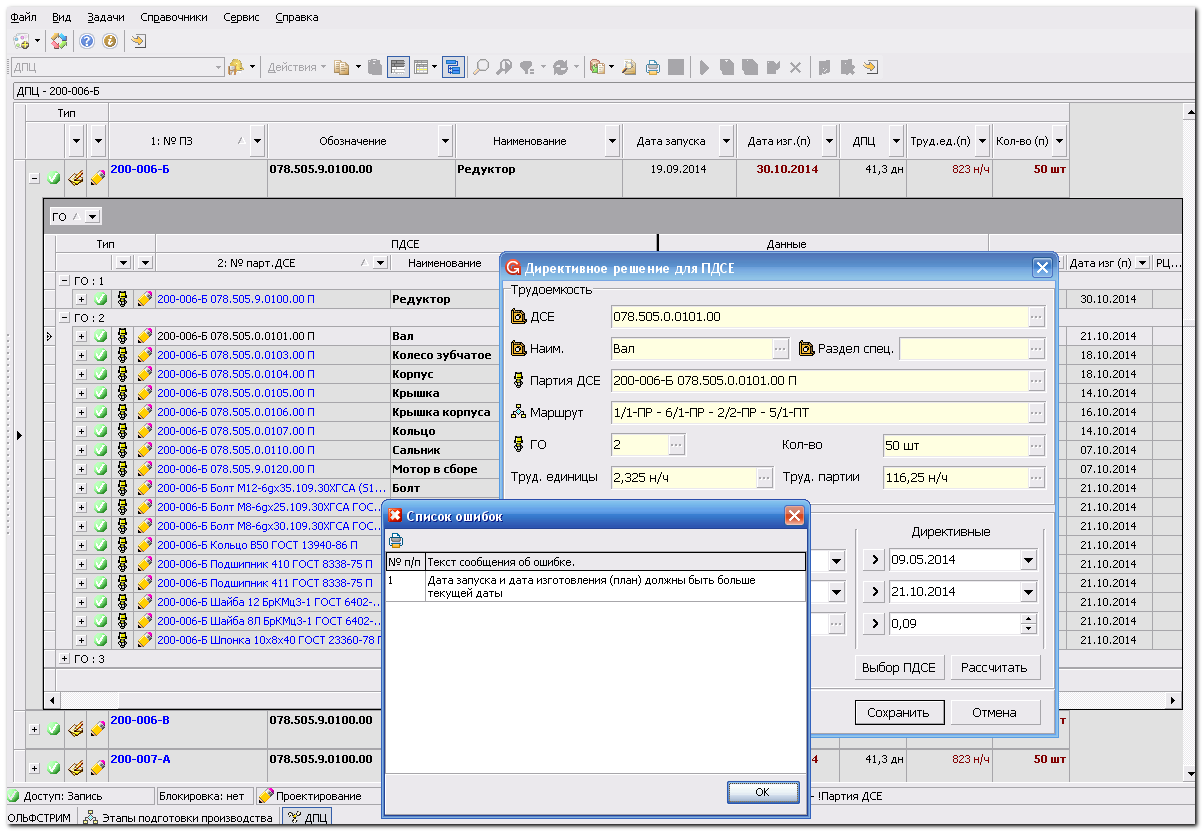 Файл Вид Задачи Справочники Сервис Справка
ДПЦ Действия
ДПЦ - 200-006-Б
Тип
1: № ПЗ Обозначение Наименование Дата запуска Дата изг.(п) ДПЦ Труд.ед.(п) Кол-во (п)
200-006-Б 078.505.9.0100.00 Редуктор 19.09.2014 30.10.2014 41,3 дн 823 н/ч 50 шт
ГО
Тип ПДСЕ Данные
2: № парт.ДСЕ Наименование Дата изг (п) РЦ...
ГО : 1
200-006-Б 078.505.9.0100.00 П Редуктор 30.10.2014
ГО : 2
200-006-Б 078.505.0.0101.00 П Вал 21.10.2014
200-006-Б 078.505.0.0103.00 П Колесо зубчатое 18.10.2014
200-006-Б 078.505.0.0104.00 П Корпус 18.10.2014
200-006-Б 078.505.0.0105.00 П Крышка 14.10.2014
200-006-Б 078.505.0.0106.00 П Крышка корпуса 16.10.2014
200-006-Б 078.505.0.0107.00 П Кольцо 14.10.2014
200-006-Б 078.505.0.0110.00 П Сальник 07.10.2014
200-006-Б 078.505.9.0120.00 П Мотор в сборе 07.10.2014
200-006-Б Болт М12-6gх35.109.30ХГСА (51... Болт 21.10.2014
200-006-Б Болт М8-6gх25.109.30ХГСА ГОС... 21.10.2014
200-006-Б Болт М8-6gх30.109.30ХГСА ГОС... 21.10.2014
200-006-Б Кольцо В50 ГОСТ 13940-86 П 21.10.2014
200-006-Б Подшипник 410 ГОСТ 8338-75 П 21.10.2014
200-006-Б Подшипник 411 ГОСТ 8338-75 П 21.10.2014
200-006-Б Шайба 12 БрКМц3-1 ГОСТ 6402-... 21.10.2014
200-006-Б Шайба 8Л БрКМц3-1 ГОСТ 6402-... 21.10.2014
200-006-Б Шпонка 10х8х40 ГОСТ 23360-78 П 21.10.2014
ГО : 3
200-006-В 078.505.9.0100.00
200-007-А 078.505.9.0100.00 41,3 дн 823 н/ч 50 шт
Директивное решение для ПДСЕ
Трудоемкость
ДСЕ 078.505.0.0101.00
Наим. Вал Раздел спец.
Партия ДСЕ 200-006-Б 078.505.0.0101.00 П
Маршрут 1/1-ПР - 6/1-ПР - 2/2-ПР - 5/1-ПТ
ГО 2 Кол-во 50 шт
Труд. единицы 2,325 н/ч Труд. партии 116,25 н/ч
Директивные
09.05.2014
21.10.2014
0,09
Выбор ПДСЕ Рассчитать
Сохранить Отмена
Список ошибок
№ п/п Текст сообщения об ошибке.
1 Дата запуска и дата изготовления (план) должны быть больше
текущей даты
OK
Доступ: Запись Блокировка: нет Проектирование - !Партия ДСЕ
ОЛЬФСТРИМ Этапы подготовки производства ДПЦ